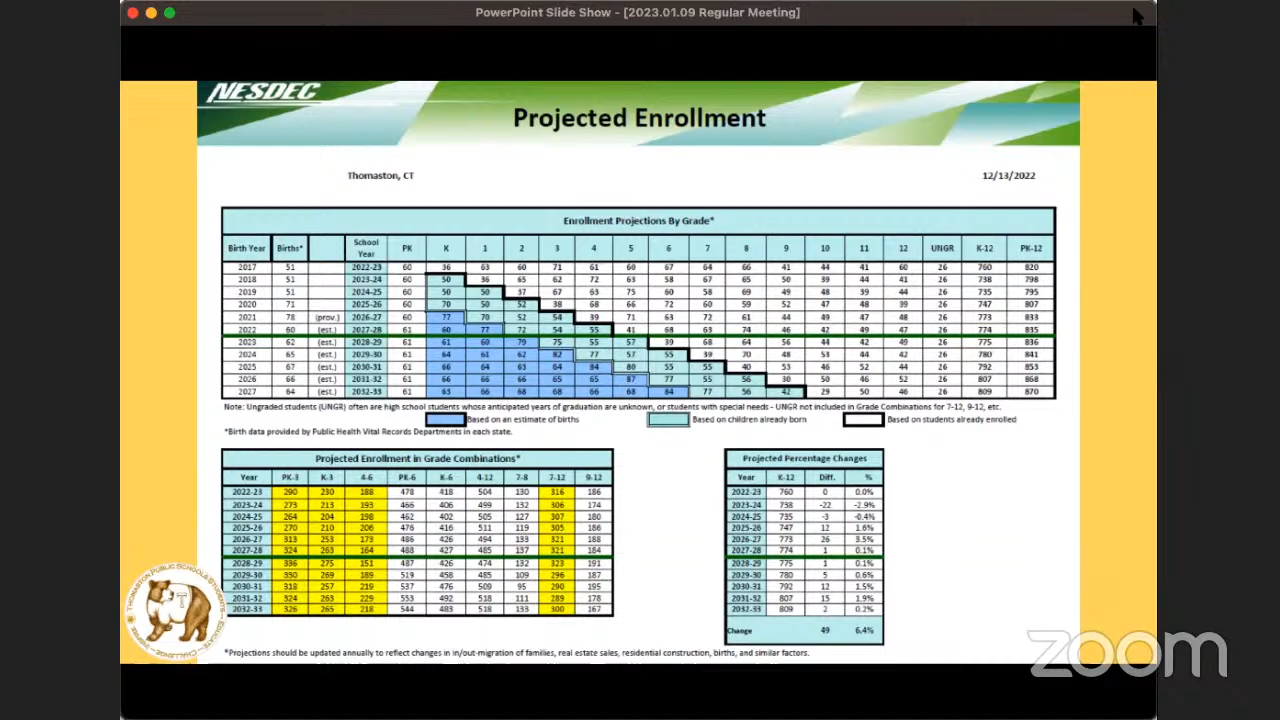 PowerPoint Slide Show - [2023.01.09 Regular Meeting]
NESDEC
Projected Enrollment
Thomaston, CT 12/13/2022
Enrollment Projections By Grade*
Birth Year Births* School Year PK K 1 2 3 4 5 6 7 8 9 10 11 12 UNGR K-12 PK-12
2017 51 2022-23 60 36 63 60 71 61 60 67 64 66 41 44 41 60 26 760 820
2018 51 2023-24 60 50 36 65 62 72 63 58 67 65 50 39 44 41 26 738 798
2019 51 2024-25 60 50 50 37 67 63 75 60 58 69 49 48 39 44 26 735 795
2020 71 2025-26 60 70 50 52 38 68 66 72 60 59 52 47 48 39 26 747 807
2021 78 (prov.) 2026-27 60 77 70 52 54 39 71 63 72 61 44 49 47 48 26 773 833
2022 60 (est.) 2027-28 61 60 77 72 54 55 41 68 63 74 46 42 49 47 26 774 835
2023 62 (est.) 2028-29 61 61 60 79 75 55 57 39 68 64 56 44 42 49 26 775 836
2024 65 (est.) 2029-30 61 64 61 62 82 77 57 55 39 70 48 53 44 42 26 780 841
2025 67 (est.) 2030-31 61 66 64 63 64 84 80 55 55 40 53 46 52 44 26 792 853
2026 66 (est.) 2031-32 61 66 66 66 65 65 87 77 55 56 30 50 46 52 26 807 868
2027 64 (est.) 2032-33 61 63 66 68 68 66 68 84 77 56 42 29 50 46 26 809 870
Note: Ungraded students (UNGR) often are high school students whose anticipated years of graduation are unknown, or students with special needs - UNGR not included in Grade Combinations for 7-12, 9-12, etc.
Based on an estimate of births Based on children already born Based on students already enrolled
*Birth data provided by Public Health Vital Records Departments in each state.
Projected Enrollment in Grade Combinations*
Year PK-3 K-3 4-6 PK-6 K-6 4-12 7-8 7-12 9-12
2022-23 290 230 188 478 418 504 130 316 186
2023-24 273 213 193 466 406 499 132 306 174
2024-25 264 204 198 462 402 505 127 307 180
2025-26 270 210 206 476 416 511 119 305 186
2026-27 313 253 173 486 426 494 133 321 188
2027-28 324 263 164 488 427 485 137 321 184
2028-29 336 275 151 487 426 474 132 323 191
2029-30 330 269 189 519 458 485 109 296 187
2030-31 318 257 219 537 476 509 95 290 195
2031-32 324 263 229 553 492 518 111 289 178
2032-33 326 265 218 544 483 518 133 300 167
Projected Percentage Changes
Year K-12 Diff. %
2022-23 760 0 0.0%
2023-24 738 -22 -2.9%
2024-25 735 -3 -0.4%
2025-26 747 12 1.6%
2026-27 773 26 3.5%
2027-28 774 1 0.1%
2028-29 775 1 0.1%
2029-30 780 5 0.6%
2030-31 792 12 1.5%
2031-32 807 15 1.9%
2032-33 809 2 0.2%
Change 49 6.4%
*Projections should be updated annually to reflect changes in in/out-migration of families, real estate sales, residential construction, births, and similar factors.
THOMASTON PUBLIC SCHOOLS
T
zoom